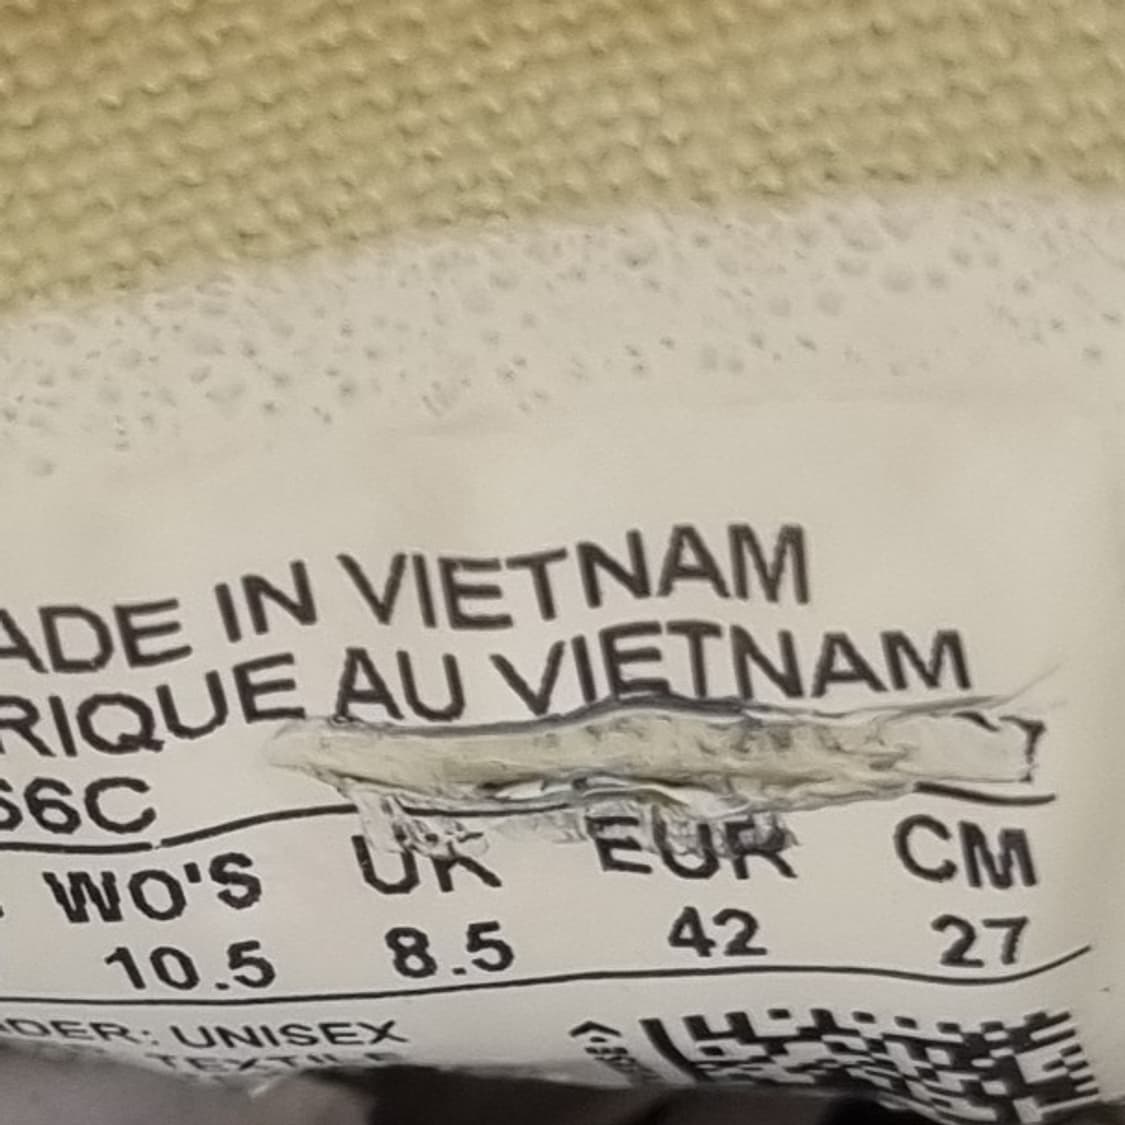 ADE IN VIETNAM
RIQUE AU VIETNAM
66C
WO'S UK EUR CM
10.5 8.5 42 27
DER: UNISEX
TEXTILE